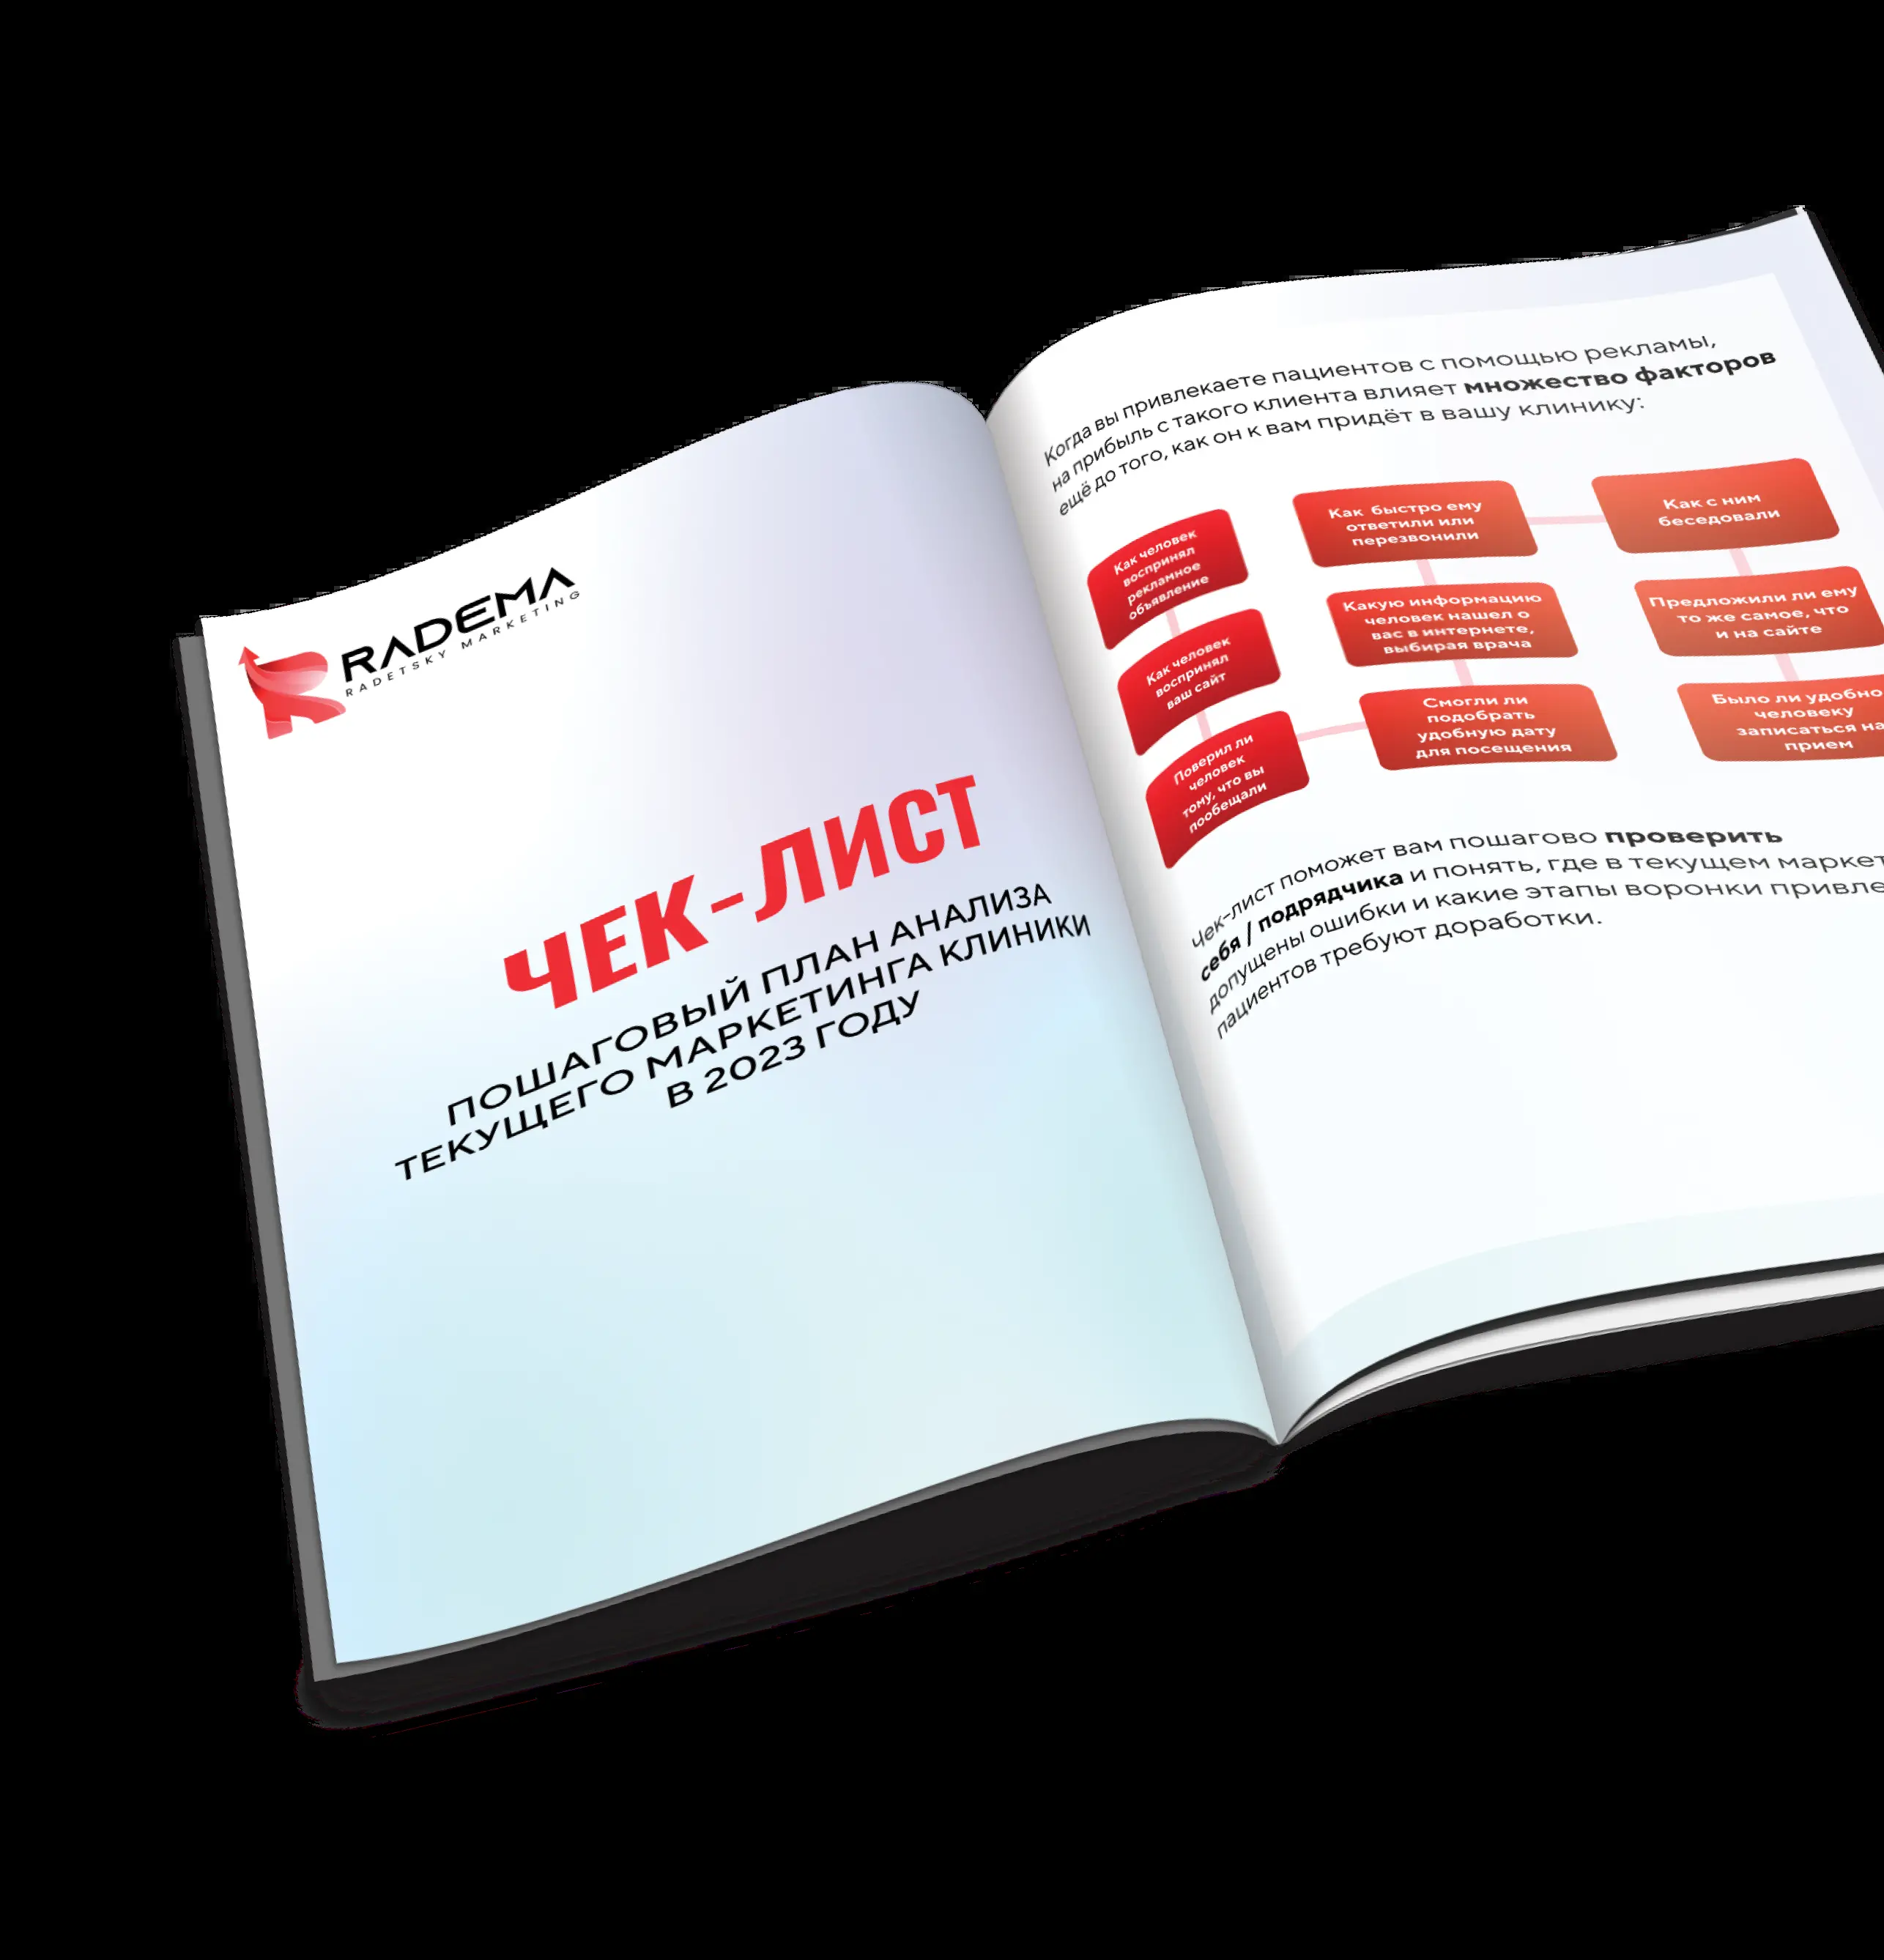 RADEMA
RADETSKY MARKETING
ЧЕК-ЛИСТ
ПОШАГОВЫЙ ПЛАН АНАЛИЗА
ТЕКУЩЕГО МАРКЕТИНГА КЛИНИКИ
В 2023 ГОДУ
Когда вы привлекаете пациентов с помощью рекламы,
на прибыль с такого клиента влияет множество факторов
ещё до того, как он к вам придёт в вашу клинику:
Как человек
воспринял
рекламное
объявление
Как человек
воспринял
ваш сайт
Поверил ли
человек
тому, что вы
пообещали
Как быстро ему
ответили или
перезвонили
Какую информацию
человек нашел о
вас в интернете,
выбирая врача
Смогли ли
подобрать
удобную дату
для посещения
Как с ним
беседовали
Предложили ли ему
то же самое, что
и на сайте
Было ли удобно
человеку
записаться на
прием
Чек-лист поможет вам пошагово проверить
себя / подрядчика и понять, где в текущем маркет
допущены ошибки и какие этапы воронки привле
пациентов требуют доработки.